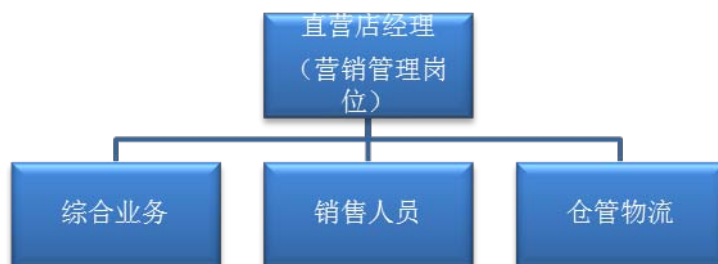 直营店经理
（营销管理岗
位）
综合业务
销售人员
仓管物流